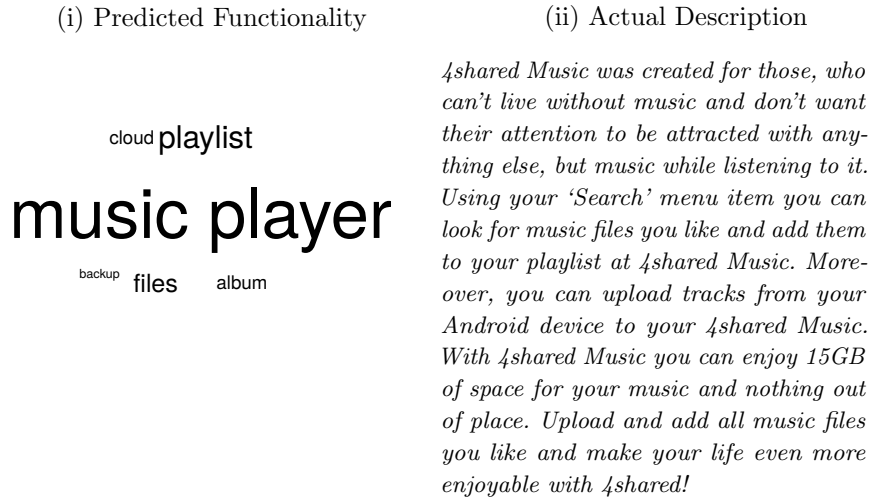 (i) Predicted Functionality
cloud playlist
music player
backup files album
(ii) Actual Description
4shared Music was created for those, who
can't live without music and don't want
their attention to be attracted with any-
thing else, but music while listening to it.
Using your ‘Search’ menu item you can
look for music files you like and add them
to your playlist at 4shared Music. More-
over, you can upload tracks from your
Android device to your 4shared Music.
With 4shared Music you can enjoy 15GB
of space for your music and nothing out
of place. Upload and add all music files
you like and make your life even more
enjoyable with 4shared!